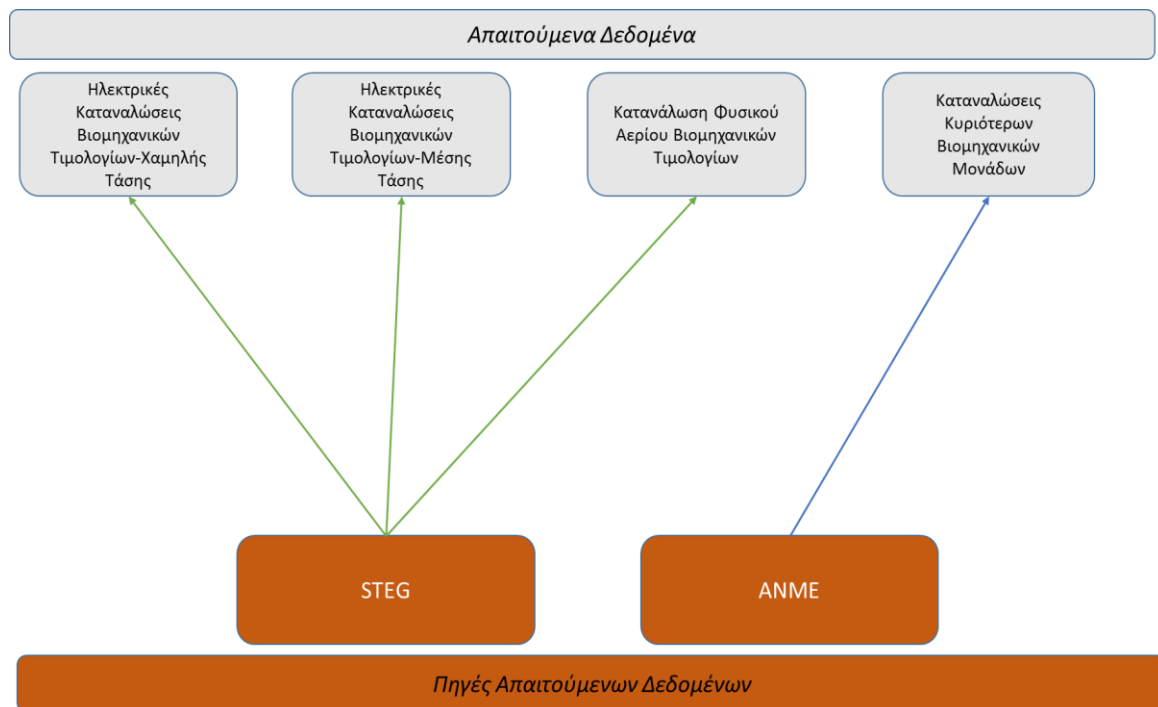 Απαιτούμενα Δεδομένα
Ηλεκτρικές
Καταναλώσεις
Βιομηχανικών
Τιμολογίων-Χαμηλής
Τάσης
Ηλεκτρικές
Καταναλώσεις
Βιομηχανικών
Τιμολογίων-Μέσης
Τάσης
Κατανάλωση Φυσικού
Αερίου Βιομηχανικών
Τιμολογίων
Καταναλώσεις
Κυριότερων
Βιομηχανικών
Μονάδων
STEG
ANME
Πηγές Απαιτούμενων Δεδομένων